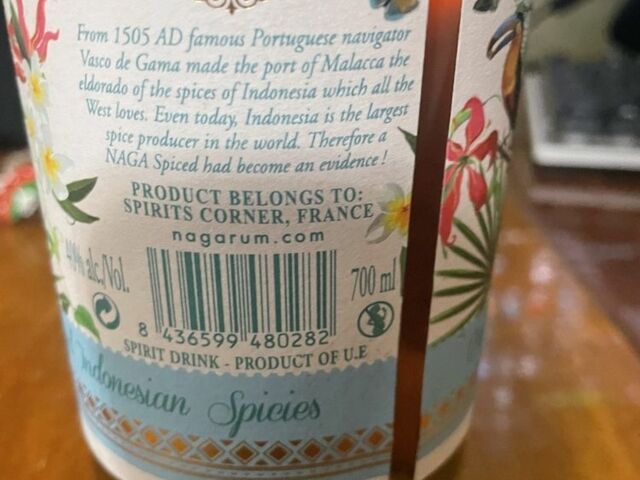 From 1505 AD famous Portuguese navigator
Vasco de Gama made the port of Malacca the
eldorado of the spices of Indonesia which all the
West loves. Even today, Indonesia is the largest
spice producer in the world. Therefore a
NAGA Spiced had become an evidence!
PRODUCT BELONGS TO:
SPIRITS CORNER, FRANCE
nagarum.com
40% alc./Vol.
700 ml
8 436599 480282
SPIRIT DRINK - PRODUCT OF U.E
Indonesian Spicies